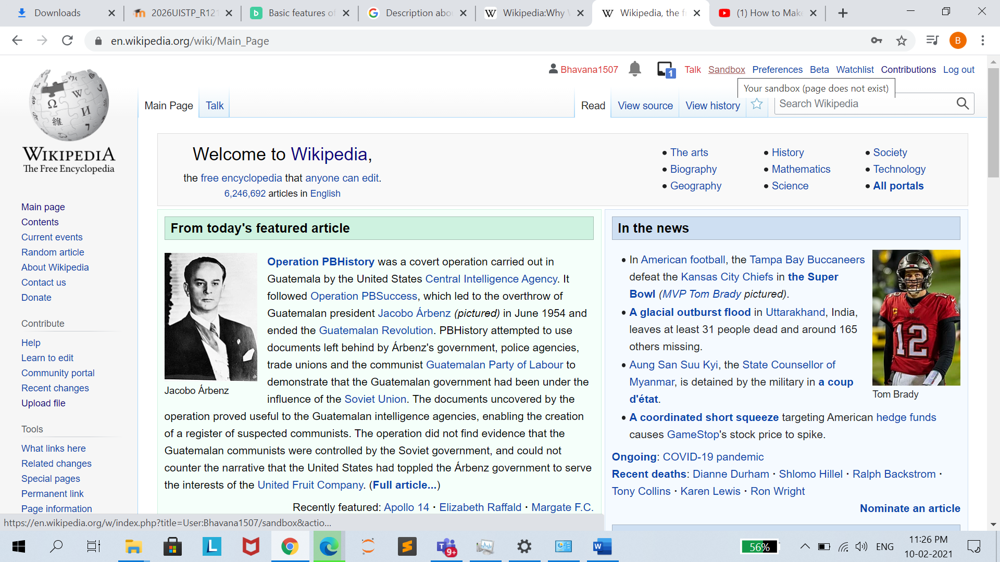 Downloads
2026UISTP_R121
Basic features of
Description abou
Wikipedia:Why W
Wikipedia, the fr
(1) How to Make
en.wikipedia.org/wiki/Main_Page
B
Bhavana1507
1
Talk Sandbox Preferences Beta Watchlist Contributions Log out
Your sandbox (page does not exist)
Main Page Talk
Read View source View history
Search Wikipedia
WIKIPEDIA
The Free Encyclopedia
Main page
Contents
Current events
Random article
About Wikipedia
Contact us
Donate
Contribute
Help
Learn to edit
Community portal
Recent changes
Upload file
Tools
What links here
Related changes
Special pages
Permanent link
Page information
Welcome to Wikipedia,
the free encyclopedia that anyone can edit.
6,246,692 articles in English
The arts
Biography
Geography
History
Mathematics
Science
Society
Technology
All portals
From today's featured article
Operation PBHistory was a covert operation carried out in
Guatemala by the United States Central Intelligence Agency. It
followed Operation PBSuccess, which led to the overthrow of
Guatemalan president Jacobo Árbenz (pictured) in June 1954 and
ended the Guatemalan Revolution. PBHistory attempted to use
documents left behind by Árbenz's government, police agencies,
trade unions and the communist Guatemalan Party of Labour to
demonstrate that the Guatemalan government had been under the
Jacobo Árbenz
influence of the Soviet Union. The documents uncovered by the
operation proved useful to the Guatemalan intelligence agencies, enabling the creation
of a register of suspected communists. The operation did not find evidence that the
Guatemalan communists were controlled by the Soviet government, and could not
counter the narrative that the United States had toppled the Árbenz government to serve
the interests of the United Fruit Company. (Full article...)
Recently featured: Apollo 14 · Elizabeth Raffald · Margate F.C.
In the news
In American football, the Tampa Bay Buccaneers
defeat the Kansas City Chiefs in the Super
Bowl (MVP Tom Brady pictured).
A glacial outburst flood in Uttarakhand, India,
leaves at least 31 people dead and around 165
others missing.
Aung San Suu Kyi, the State Counsellor of
Myanmar, is detained by the military in a coup
d'état.
12
Tom Brady
A coordinated short squeeze targeting American hedge funds
causes GameStop's stock price to spike.
Ongoing: COVID-19 pandemic
Recent deaths: Dianne Durham · Shlomo Hillel · Ralph Backstrom ·
Tony Collins · Karen Lewis · Ron Wright
Nominate an article
https://en.wikipedia.org/w/index.php?title=User:Bhavana1507/sandbox&actio...
9+
56%
ENG
11:26 PM
10-02-2021